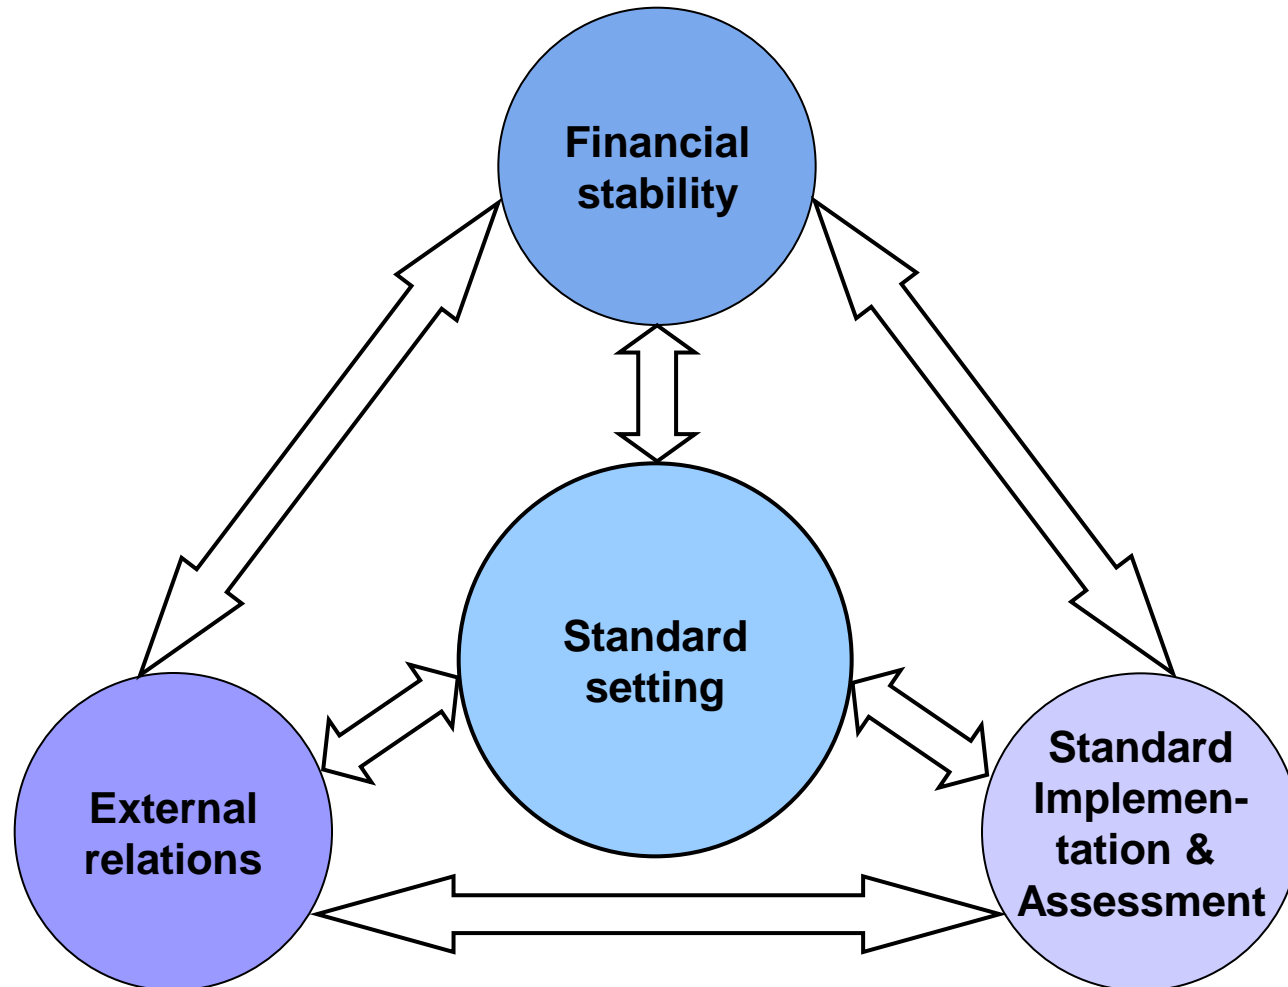 Financial
stability
Standard
setting
External
relations
Standard
Implemen-
tation &
Assessment